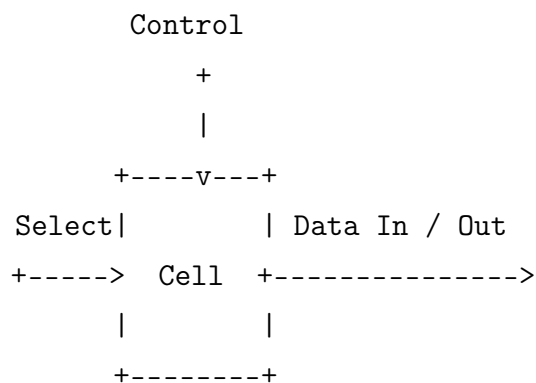 Control
+
|
+----v---+
Select| | Data In / Out
+-----> Cell +--------------->
| |
+--------+